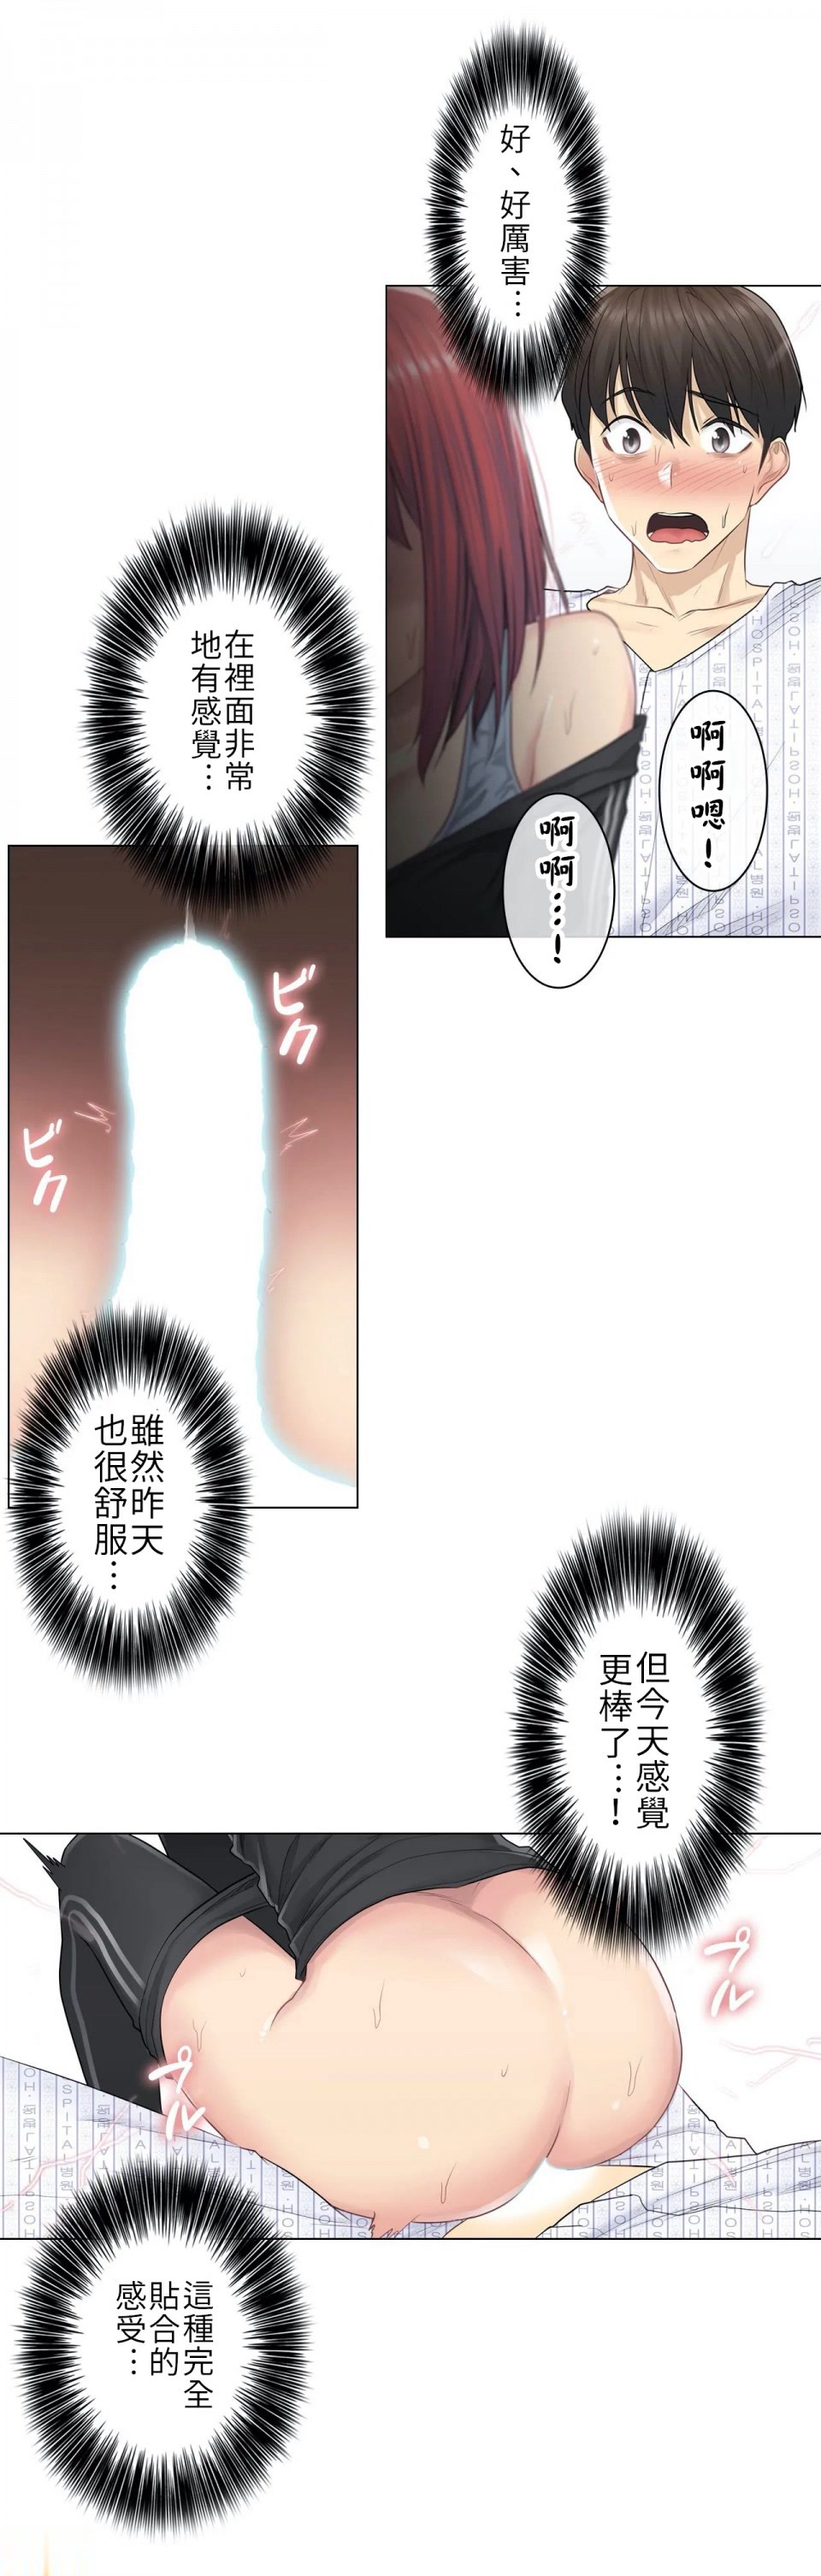 好、好厲害…
啊啊嗯！
啊啊…！
在裡面非常
地有感覺…
ビク
ビク
雖然昨天
也很舒服…
但今天感覺
更棒了…！
プル
プル
這種完全
貼合的
感受…